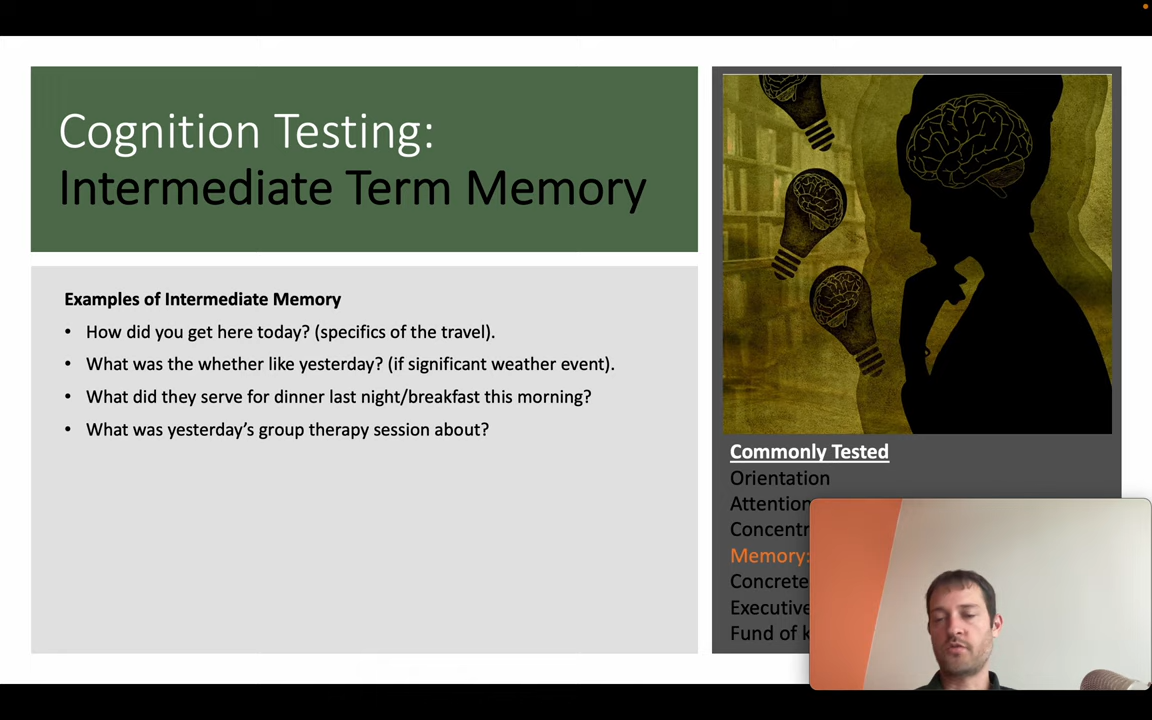 Cognition Testing:
Intermediate Term Memory
Examples of Intermediate Memory
• How did you get here today? (specifics of the travel).
• What was the whether like yesterday? (if significant weather event).
• What did they serve for dinner last night/breakfast this morning?
• What was yesterday’s group therapy session about?
Commonly Tested
Orientation
Attention
Memory:
Concrete
Executive
Fund of